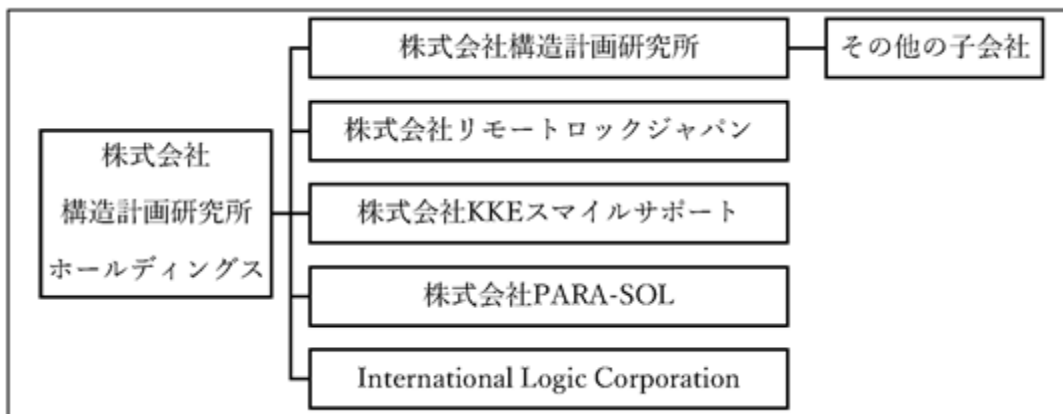 株式会社
構造計画研究所
ホールディングス
株式会社構造計画研究所
その他の子会社
株式会社リモートロックジャパン
株式会社KKEスマイルサポート
株式会社PARA-SOL
International Logic Corporation